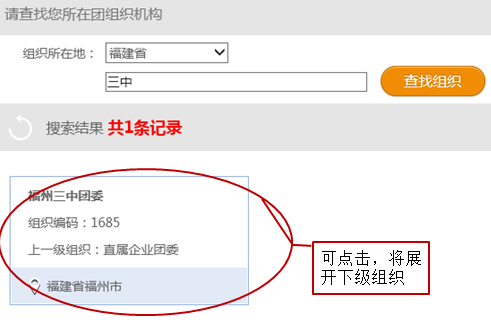 请查找您所在团组织机构
组织所在地： 福建省
三中 查找组织
搜索结果 共1条记录
福州三中团委
组织编码：1685
上一级组织：直属企业团委
福建省福州市
可点击，将展
开下级组织